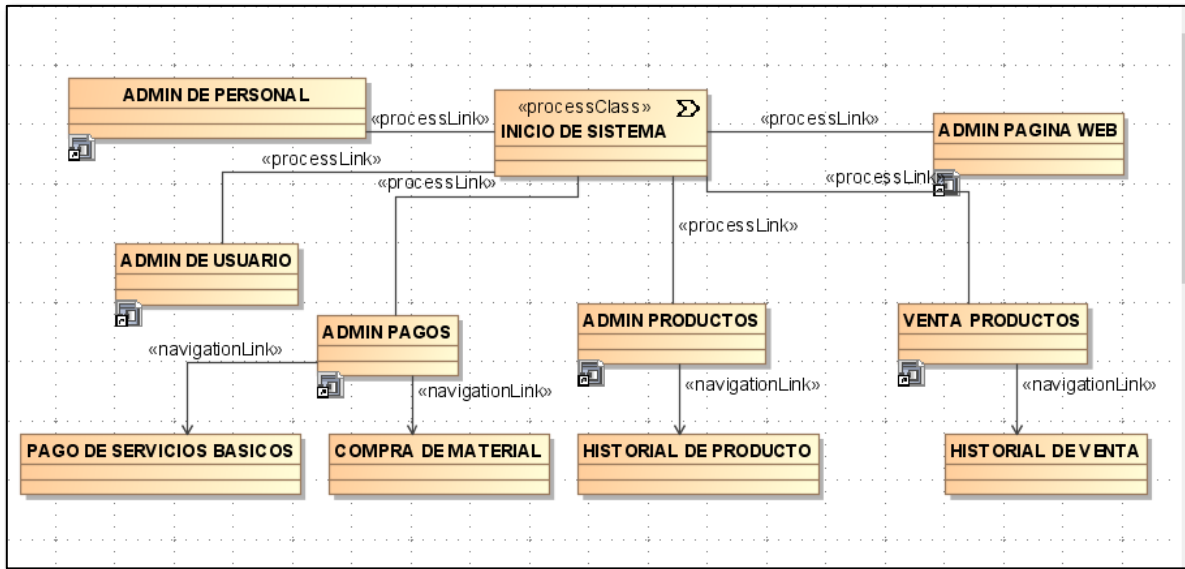 ADMIN DE PERSONAL
«processLink»
«processClass»
INICIO DE SISTEMA
«processLink»
ADMIN PAGINA WEB
«processLink»
«processLink»
«processLink»
«processLink»
ADMIN DE USUARIO
ADMIN PAGOS
ADMIN PRODUCTOS
VENTA PRODUCTOS
«navigationLink»
«navigationLink»
«navigationLink»
«navigationLink»
PAGO DE SERVICIOS BASICOS
COMPRA DE MATERIAL
HISTORIAL DE PRODUCTO
HISTORIAL DE VENTA